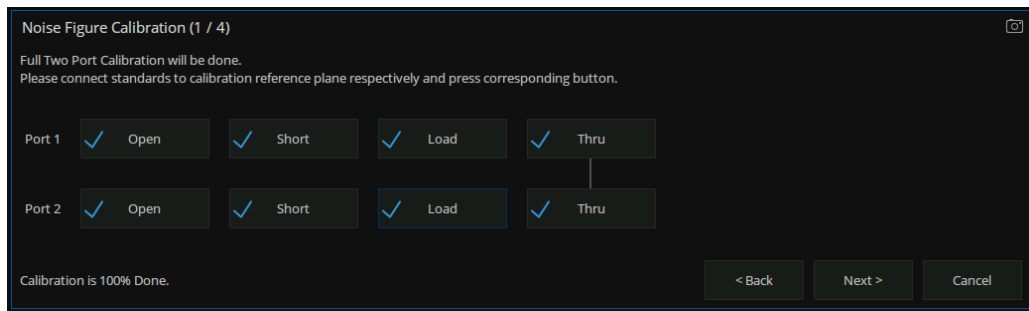 Noise Figure Calibration (1 / 4)
Full Two Port Calibration will be done.
Please connect standards to calibration reference plane respectively and press corresponding button.
Port 1 Open Short Load Thru
Port 2 Open Short Load Thru
Calibration is 100% Done. < Back Next > Cancel